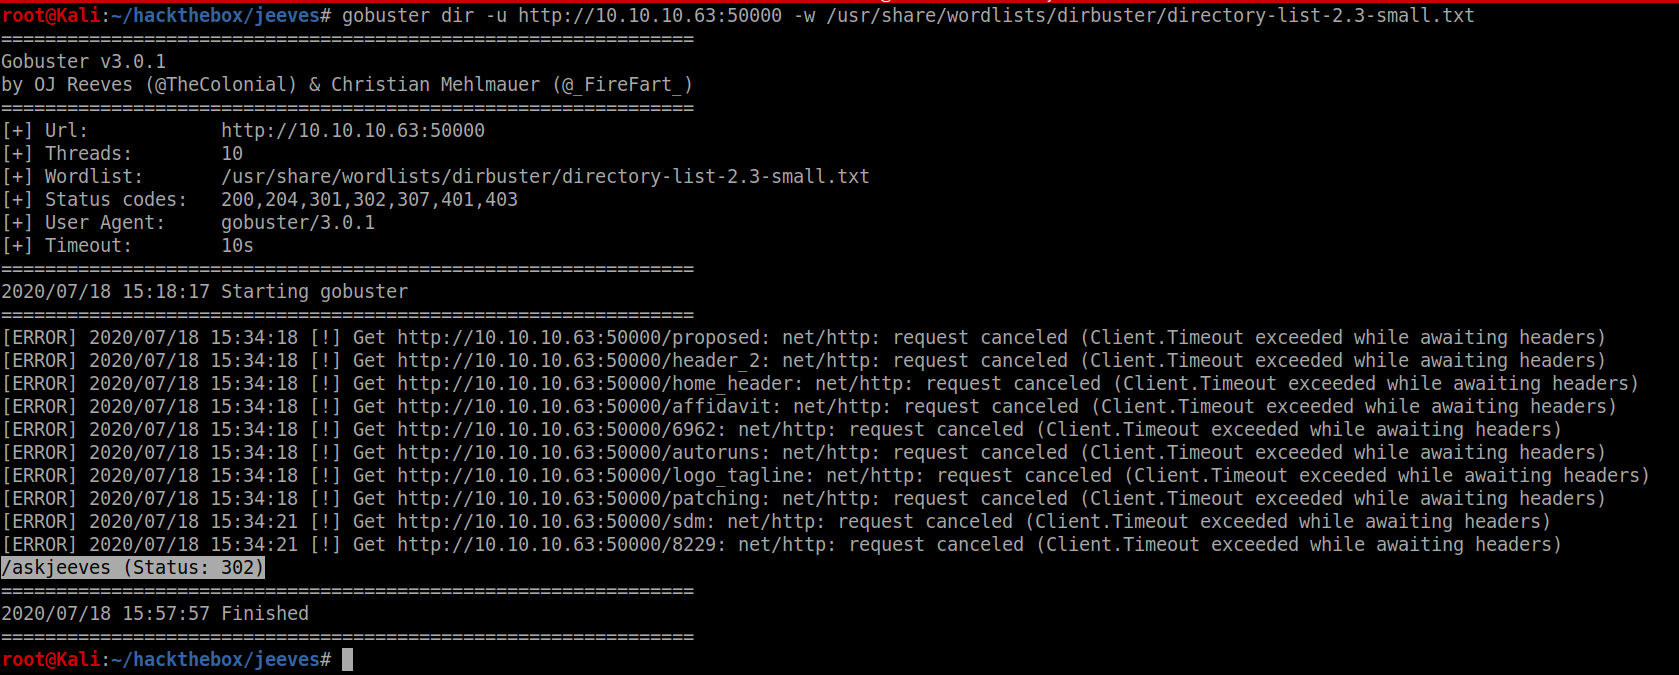 root@Kali:~/hackthebox/jeeves# gobuster dir -u http://10.10.10.63:50000 -w /usr/share/wordlists/dirbuster/directory-list-2.3-small.txt
===============================================================
Gobuster v3.0.1
by OJ Reeves (@TheColonial) & Christian Mehlmauer (@_FireFart_)
===============================================================
[+] Url:            http://10.10.10.63:50000
[+] Threads:        10
[+] Wordlist:       /usr/share/wordlists/dirbuster/directory-list-2.3-small.txt
[+] Status codes:   200,204,301,302,307,401,403
[+] User Agent:     gobuster/3.0.1
[+] Timeout:        10s
===============================================================
2020/07/18 15:18:17 Starting gobuster
===============================================================
[ERROR] 2020/07/18 15:34:18 [!] Get http://10.10.10.63:50000/proposed: net/http: request canceled (Client.Timeout exceeded while awaiting headers)
[ERROR] 2020/07/18 15:34:18 [!] Get http://10.10.10.63:50000/header_2: net/http: request canceled (Client.Timeout exceeded while awaiting headers)
[ERROR] 2020/07/18 15:34:18 [!] Get http://10.10.10.63:50000/home_header: net/http: request canceled (Client.Timeout exceeded while awaiting headers)
[ERROR] 2020/07/18 15:34:18 [!] Get http://10.10.10.63:50000/affidavit: net/http: request canceled (Client.Timeout exceeded while awaiting headers)
[ERROR] 2020/07/18 15:34:18 [!] Get http://10.10.10.63:50000/6962: net/http: request canceled (Client.Timeout exceeded while awaiting headers)
[ERROR] 2020/07/18 15:34:18 [!] Get http://10.10.10.63:50000/autoruns: net/http: request canceled (Client.Timeout exceeded while awaiting headers)
[ERROR] 2020/07/18 15:34:18 [!] Get http://10.10.10.63:50000/logo_tagline: net/http: request canceled (Client.Timeout exceeded while awaiting headers)
[ERROR] 2020/07/18 15:34:18 [!] Get http://10.10.10.63:50000/patching: net/http: request canceled (Client.Timeout exceeded while awaiting headers)
[ERROR] 2020/07/18 15:34:21 [!] Get http://10.10.10.63:50000/sdm: net/http: request canceled (Client.Timeout exceeded while awaiting headers)
[ERROR] 2020/07/18 15:34:21 [!] Get http://10.10.10.63:50000/8229: net/http: request canceled (Client.Timeout exceeded while awaiting headers)
/askjeeves (Status: 302)
===============================================================
2020/07/18 15:57:57 Finished
===============================================================
root@Kali:~/hackthebox/jeeves#